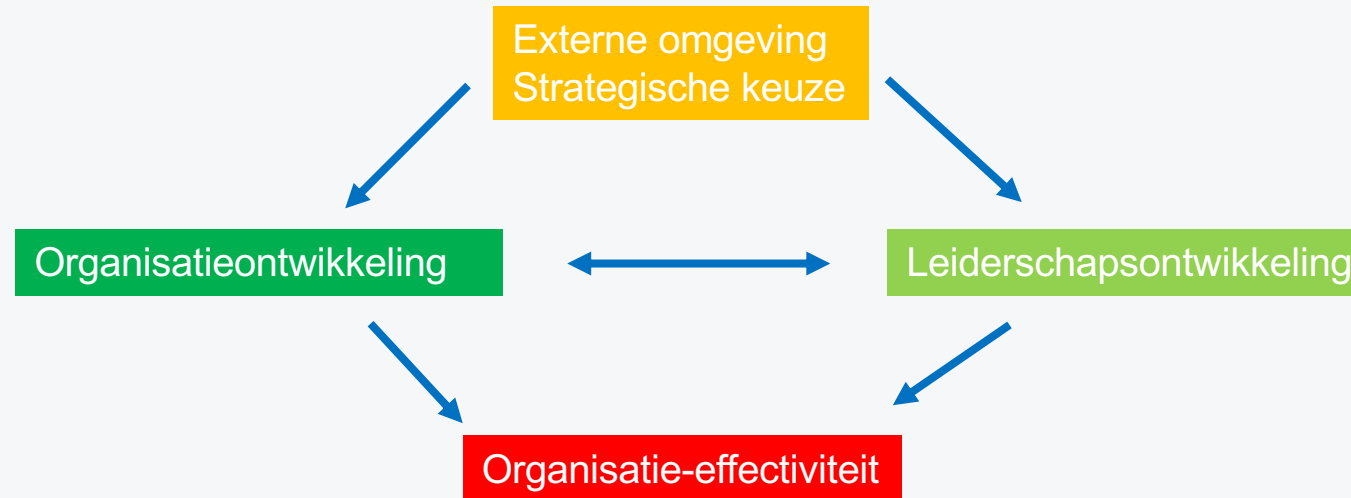 Externe omgeving
Strategische keuze
Organisatieontwikkeling
Leiderschapsontwikkeling
Organisatie-effectiviteit